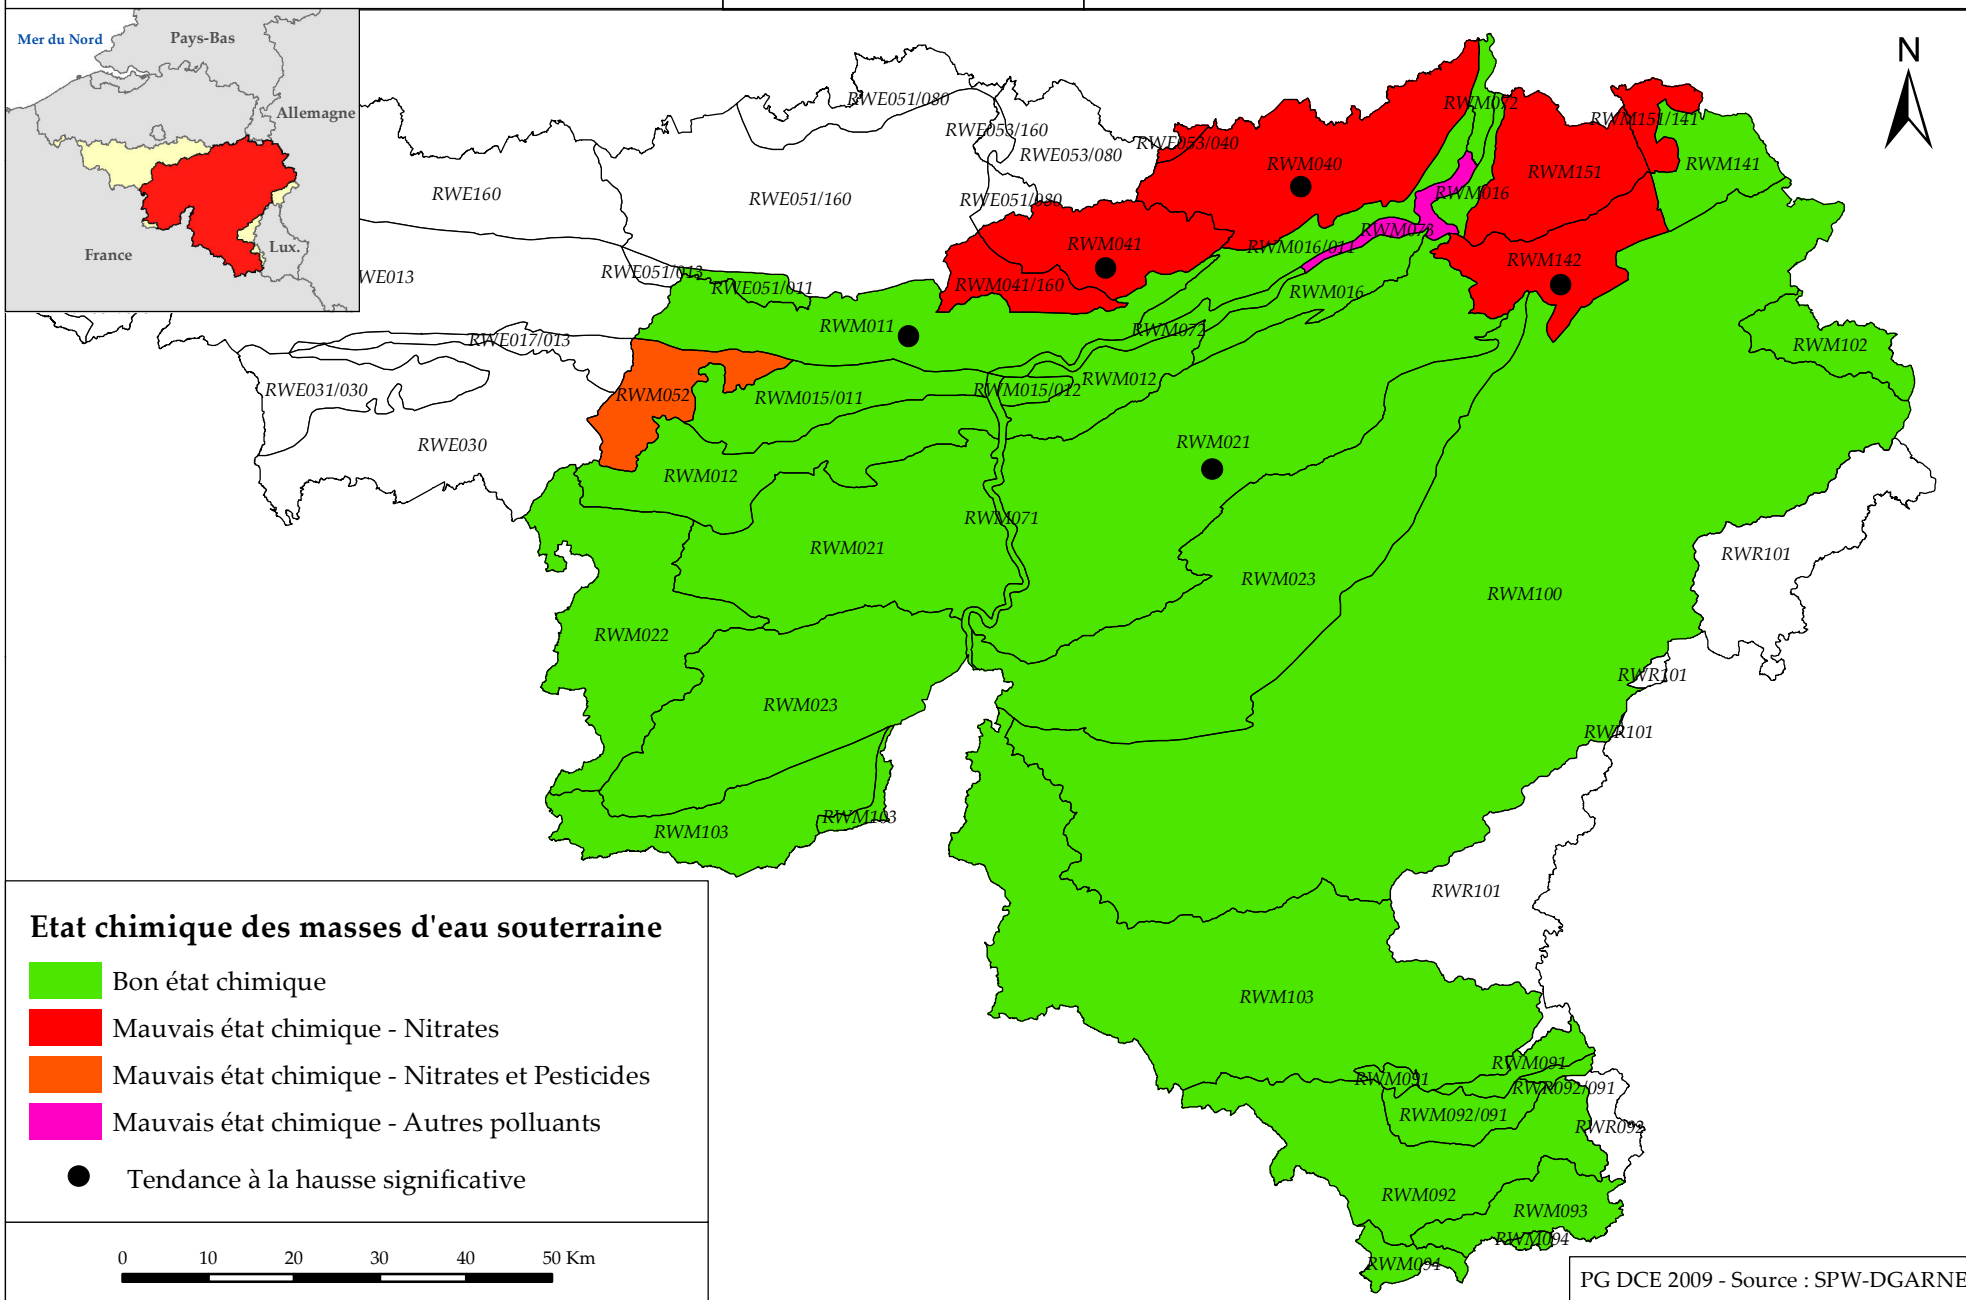 Mer du Nord
Pays-Bas
Allemagne
France
Lux.
N
RWE051/080
RWE053/160
RWE053/080
RWE053/040
RWM040
RWM072
RWM151/141
RWM151
RWM141
RWM016
RWE160
RWE051/160
RWE051/080
RWM041
RWM016/011
RWM073
RWM142
WE013
RWE051/013
RWE051/011
RWM041/160
RWM016
RWM011
RWM072
RWE017/013
RWM102
RWE031/030
RWM052
RWM015/011
RWM015/012
RWM012
RWE030
RWM012
RWM021
RWM071
RWM021
RWM023
RWM100
RWR101
RWM022
RWR101
RWM023
RWR101
RWM103
RWM103
RWR101
RWM103
RWM091
RWM091
RWR092/091
RWM092/091
RWR092
RWM092
RWM093
RWM094
RWM094
Etat chimique des masses d'eau souterraine
Bon état chimique
Mauvais état chimique - Nitrates
Mauvais état chimique - Nitrates et Pesticides
Mauvais état chimique - Autres polluants
Tendance à la hausse significative
0 10 20 30 40 50 Km
PG DCE 2009 - Source : SPW-DGARNE